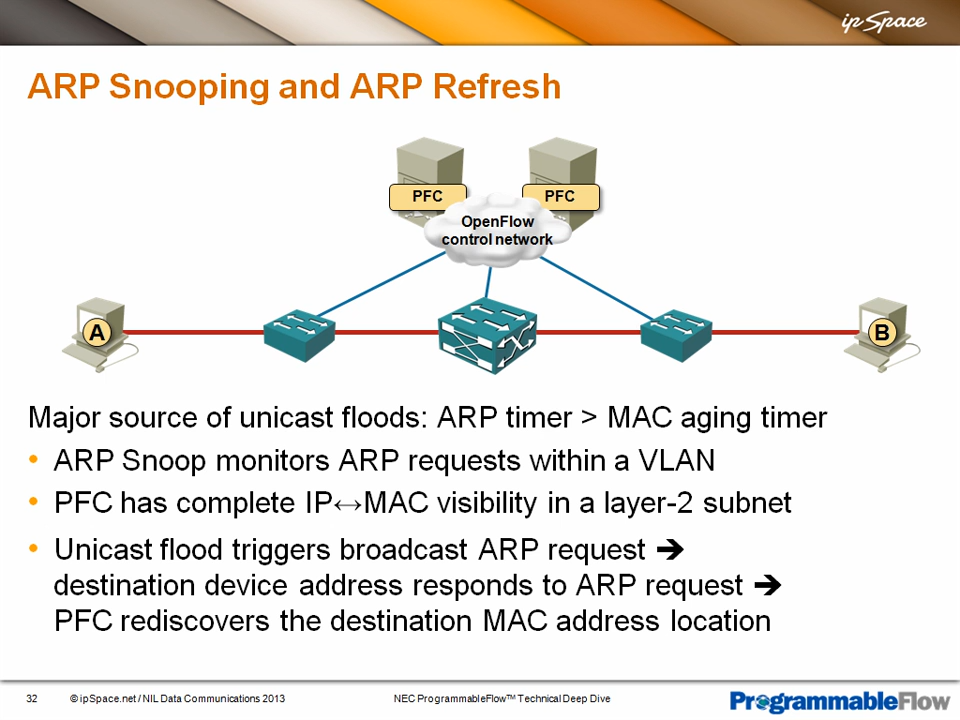 ip Space
ARP Snooping and ARP Refresh
PFC
PFC
OpenFlow
control network
A
B
Major source of unicast floods: ARP timer > MAC aging timer
• ARP Snoop monitors ARP requests within a VLAN
• PFC has complete IP↔MAC visibility in a layer-2 subnet
• Unicast flood triggers broadcast ARP request ➔
destination device address responds to ARP request ➔
PFC rediscovers the destination MAC address location
32
© ipSpace.net / NIL Data Communications 2013
NEC ProgrammableFlow™ Technical Deep Dive
ProgrammableFlow